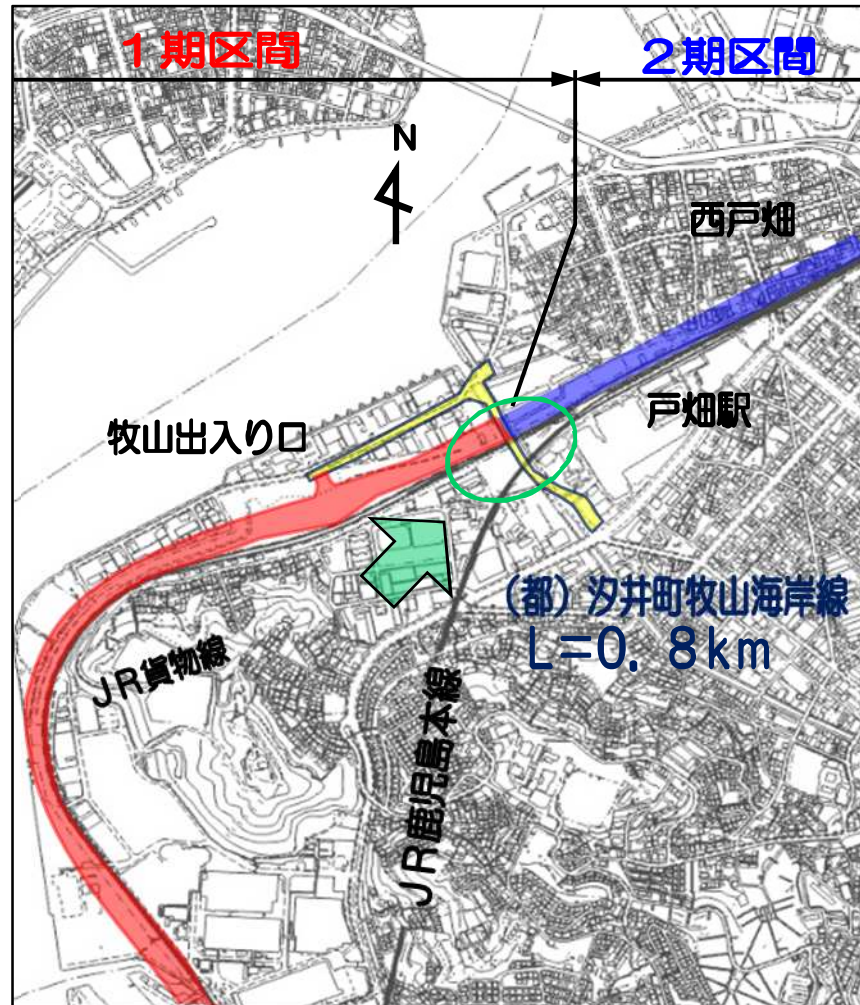 1期区間
2期区間
N
西戸畑
戸畑駅
牧山出入り口
(都)汐井町牧山海岸線
L=0.8km
JR貨物線
JR鹿児島本線